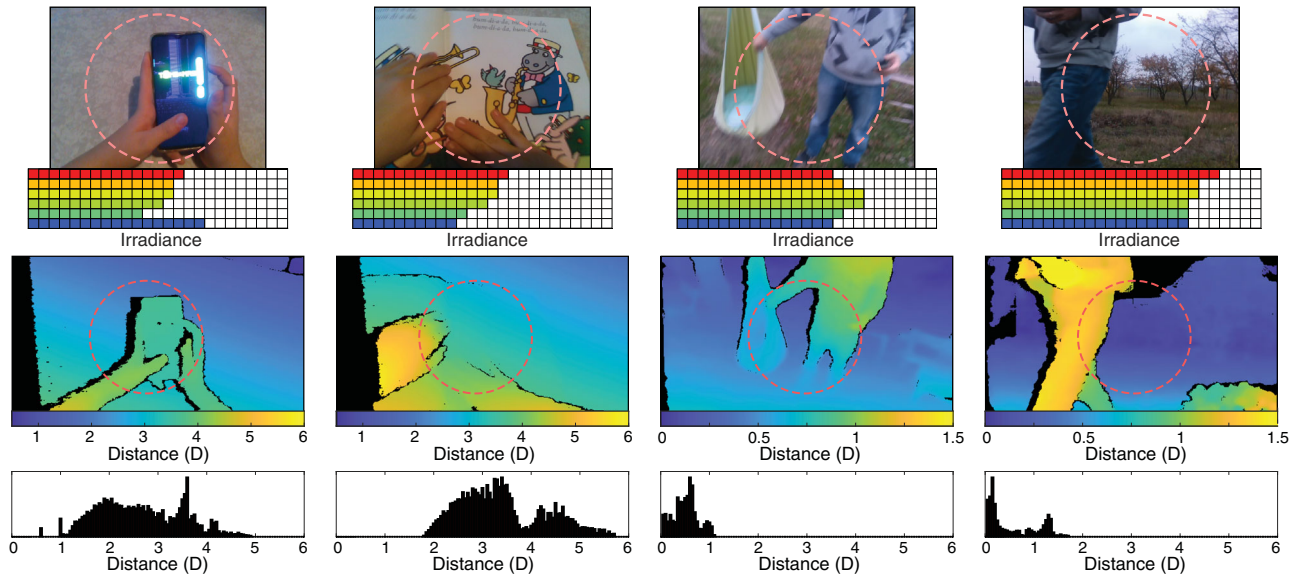 Irradiance Irradiance Irradiance Irradiance
1 2 3 4 5 6 1 2 3 4 5 6 0 0.5 1 1.5 0 0.5 1 1.5
Distance (D) Distance (D) Distance (D) Distance (D)
0 1 2 3 4 5 6 0 1 2 3 4 5 6 0 1 2 3 4 5 6 0 1 2 3 4 5 6
Distance (D) Distance (D) Distance (D) Distance (D)